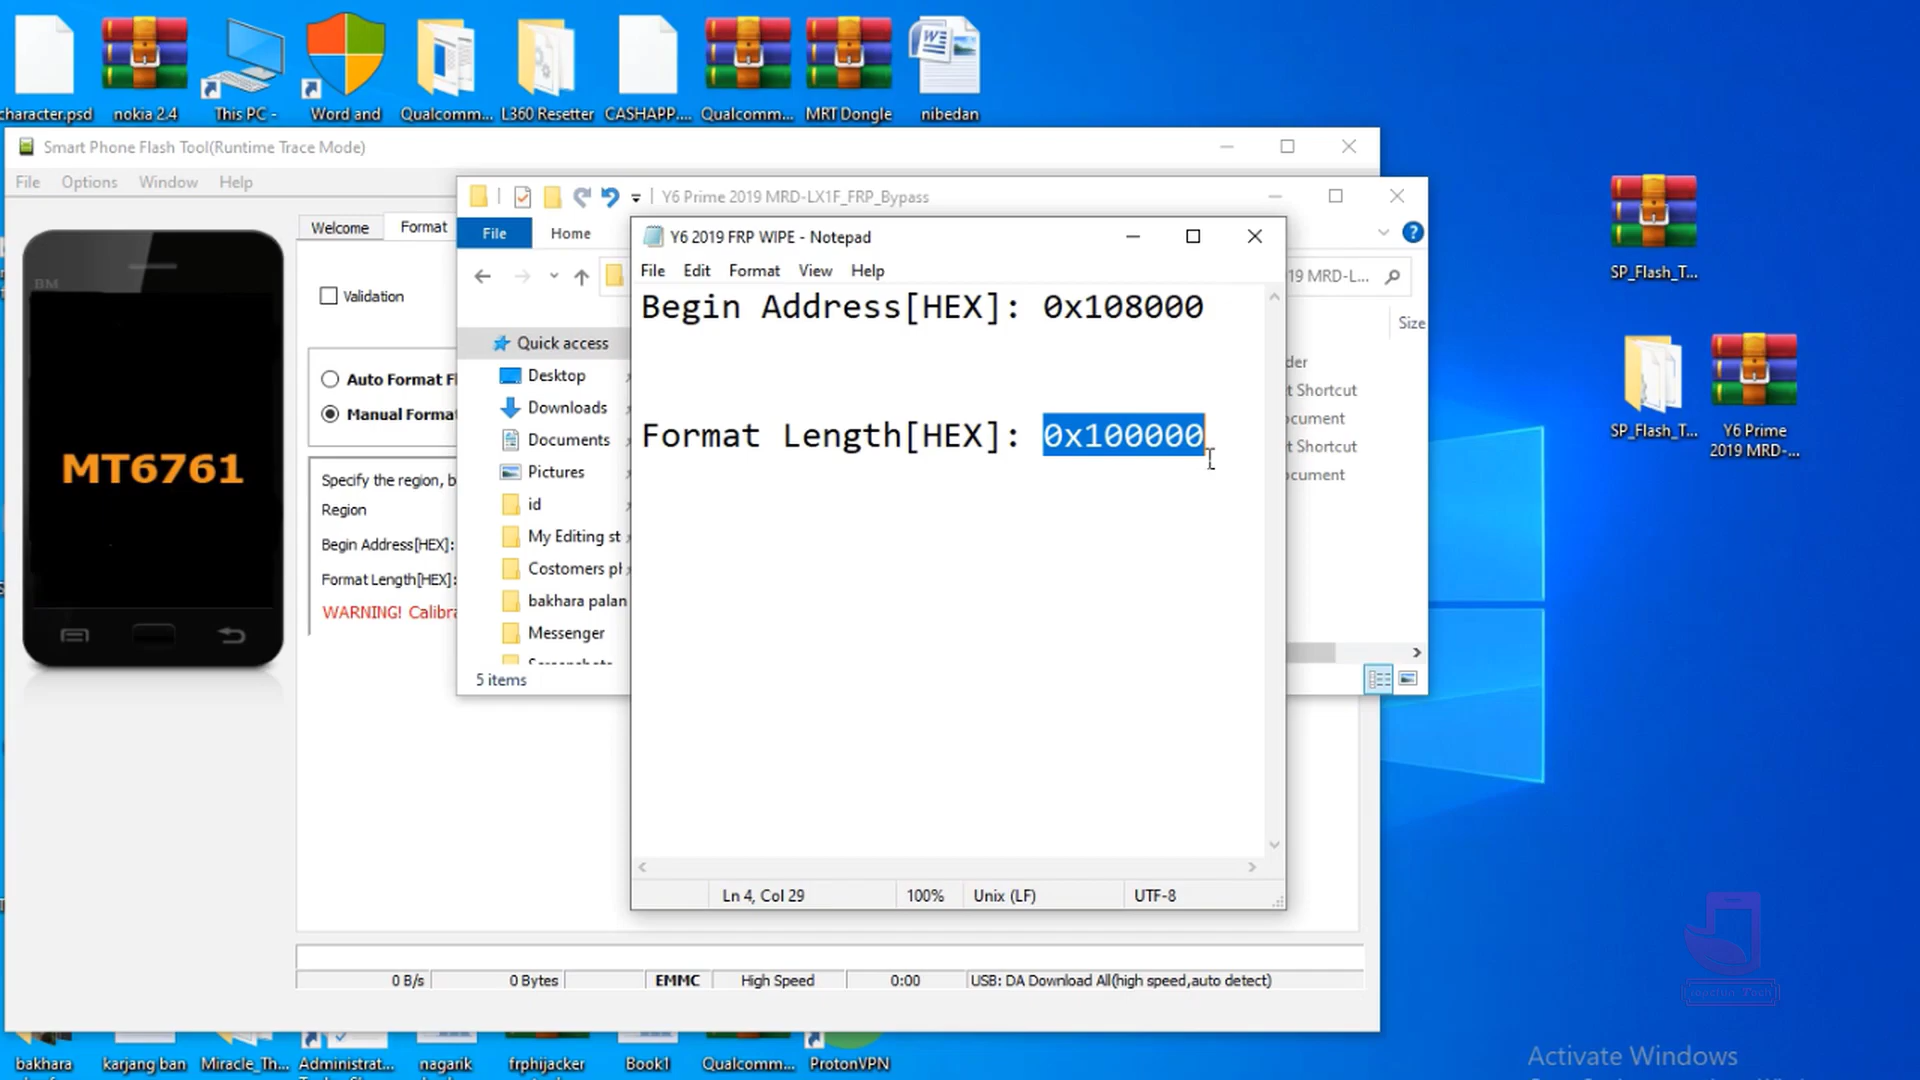 character.psd
nokia 2.4
This PC -
Word and
Qualcomm...
L360 Resetter
CASHAPP....
Qualcomm...
MRT Dongle
nibedan
Smart Phone Flash Tool(Runtime Trace Mode)
File Options Window Help
Welcome Format
Validation
Auto Format Fl
Manual Format
Specify the region, b
Region
Begin Address[HEX]:
Format Length[HEX]:
WARNING! Calibra
BM
MT6761
Y6 Prime 2019 MRD-LX1F_FRP_Bypass
File Home
19 MRD-L...
Size
Quick access
Desktop
Downloads
Documents
Pictures
id
My Editing st
Costomers ph
bakhara palan
Messenger
5 items
der
t Shortcut
ocument
t Shortcut
ocument
Y6 2019 FRP WIPE - Notepad
File Edit Format View Help
Begin Address[HEX]: 0x108000
Format Length[HEX]: 0x100000
Ln 4, Col 29
100%
Unix (LF)
UTF-8
0 B/s
0 Bytes
EMMC
High Speed
0:00
USB: DA Download All(high speed,auto detect)
SP_Flash_T...
SP_Flash_T...
Y6 Prime
2019 MRD-...
bakhara
karjang ban
Miracle_Th...
Administrat...
nagarik
frphijacker
Book1
Qualcomm...
ProtonVPN
Activate Windows